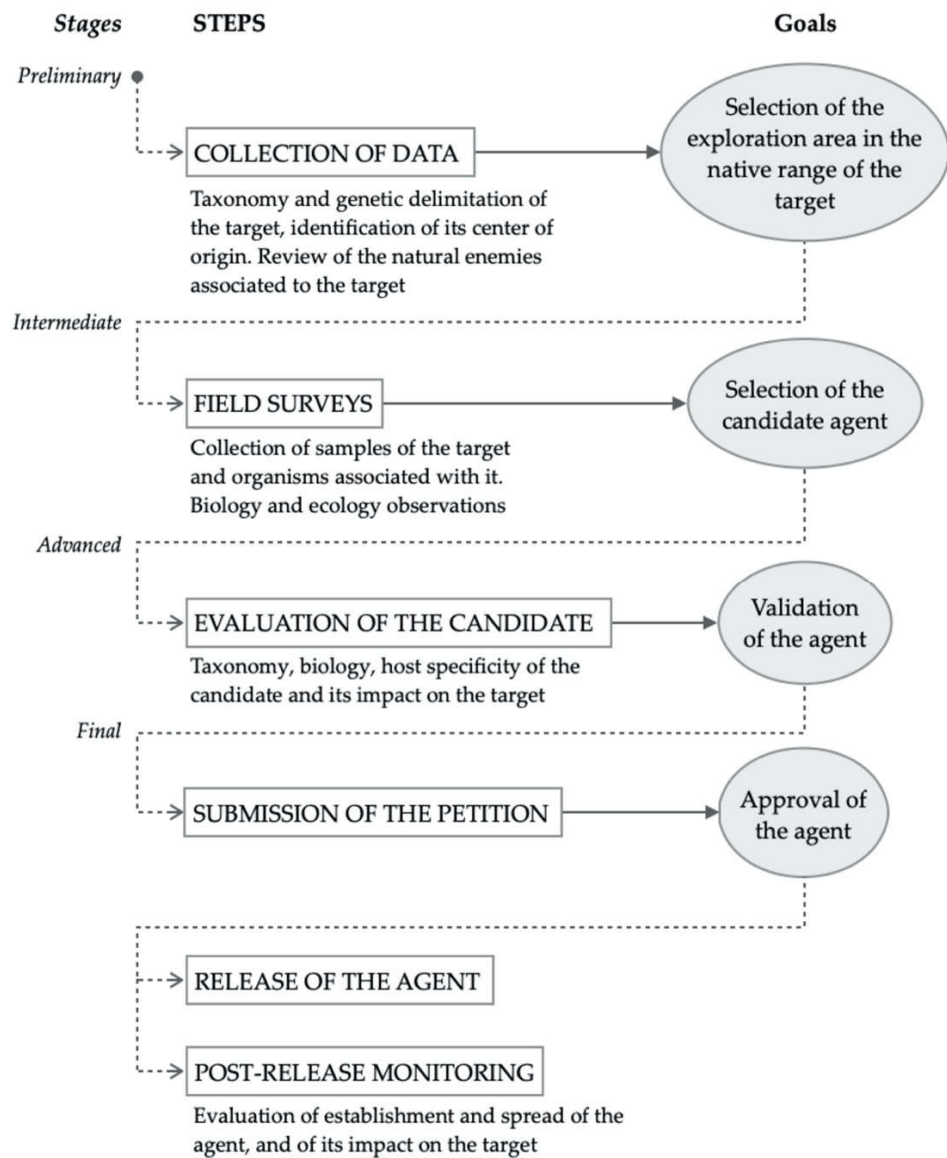 Stages STEPS Goals
Preliminary
COLLECTION OF DATA
Selection of the
exploration area in the
native range of the
target
Taxonomy and genetic delimitation of
the target, identification of its center of
origin. Review of the natural enemies
associated to the target
Intermediate
FIELD SURVEYS
Selection of the
candidate agent
Collection of samples of the target
and organisms associated with it.
Biology and ecology observations
Advanced
EVALUATION OF THE CANDIDATE
Validation
of the agent
Taxonomy, biology, host specificity of the
candidate and its impact on the target
Final
SUBMISSION OF THE PETITION
Approval of
the agent
RELEASE OF THE AGENT
POST-RELEASE MONITORING
Evaluation of establishment and spread of the
agent, and of its impact on the target